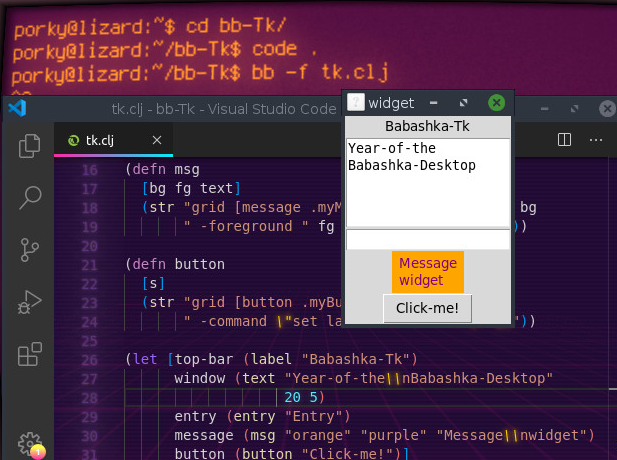 porky@lizard:~$ cd bb-Tk/
porky@lizard:~/bb-Tk$ code .
porky@lizard:~/bb-Tk$ bb -f tk.clj
tk.clj - bb-Tk - Visual Studio Code
widget
Babashka-Tk
Year-of-the
Babashka-Desktop
Message
widget
Click-me!
tk.clj
16 (defn msg
17 [bg fg text]
18 (str "grid [message .myM bg
19 " -foreground " fg ))
20
21 (defn button
22 [s]
23 (str "grid [button .myBu
24 " -command \"set la "))
25
26 (let [top-bar (label "Babashka-Tk")
27 window (text "Year-of-the\\nBabashka-Desktop"
28 20 5)
29 entry (entry "Entry")
30 message (msg "orange" "purple" "Message\\nwidget")
31 button (button "Click-me!")]
1